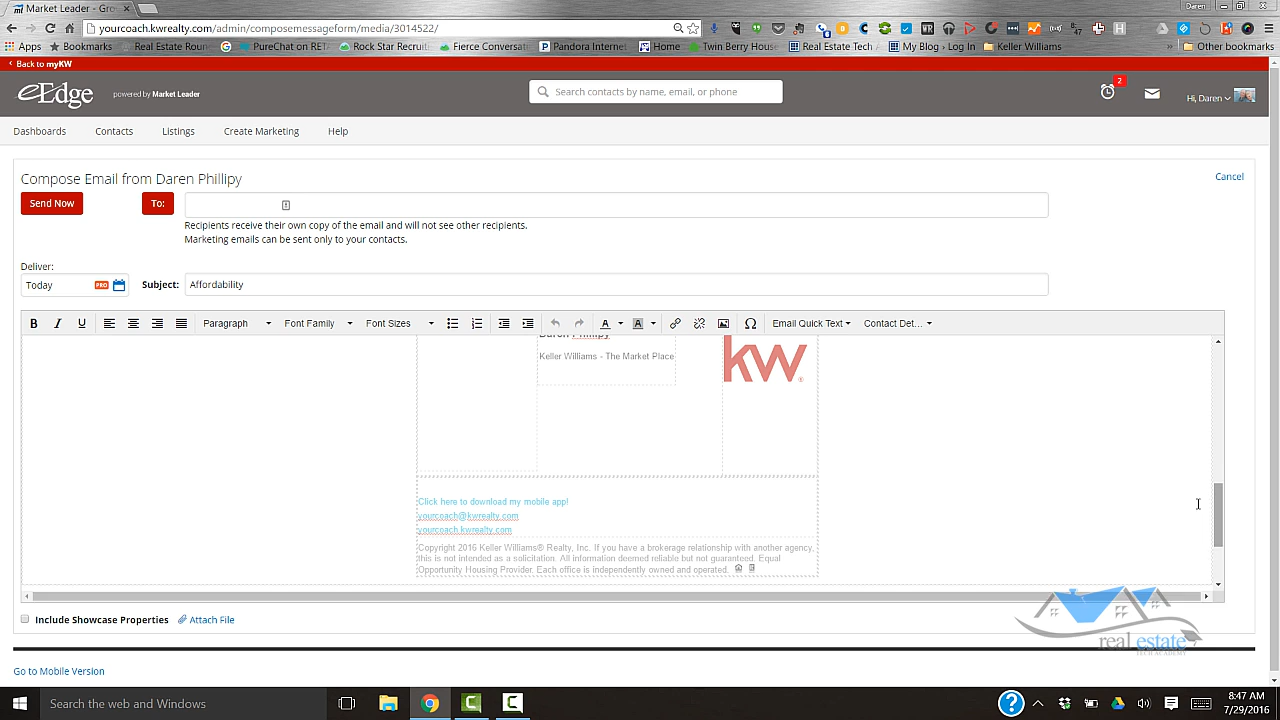 Market Leader - Gro
Daren
yourcoach.kwrealty.com/admin/composemessageform/media/3014522/
Apps
Bookmarks
Real Estate Roun
PureChat on RET
Rock Star Recruit
Fierce Conversat
Pandora Internet
Home
Twin Berry Hous
Real Estate Tech
My Blog › Log In
Keller Williams
»
Other bookmarks
Back to myKW
eEdge powered by Market Leader
Search contacts by name, email, or phone
2
Hi, Daren
Dashboards
Contacts
Listings
Create Marketing
Help
Compose Email from Daren Phillipy
Cancel
Send Now
To:
Recipients receive their own copy of the email and will not see other recipients.
Marketing emails can be sent only to your contacts.
Deliver:
Today PRO
Subject: Affordability
B I U
Paragraph
Font Family
Font Sizes
A
A
Ω
Email Quick Text
Contact Det...
Daren Phillipy
Keller Williams - The Market Place
kw
Click here to download my mobile app!
yourcoach@kwrealty.com
yourcoach.kwrealty.com
Copyright 2016 Keller Williams® Realty, Inc. If you have a brokerage relationship with another agency,
this is not intended as a solicitation. All information deemed reliable but not guaranteed. Equal
Opportunity Housing Provider. Each office is independently owned and operated.
Include Showcase Properties
Attach File
real estate
TECH ACADEMY
Go to Mobile Version
Search the web and Windows
8:47 AM
7/29/2016